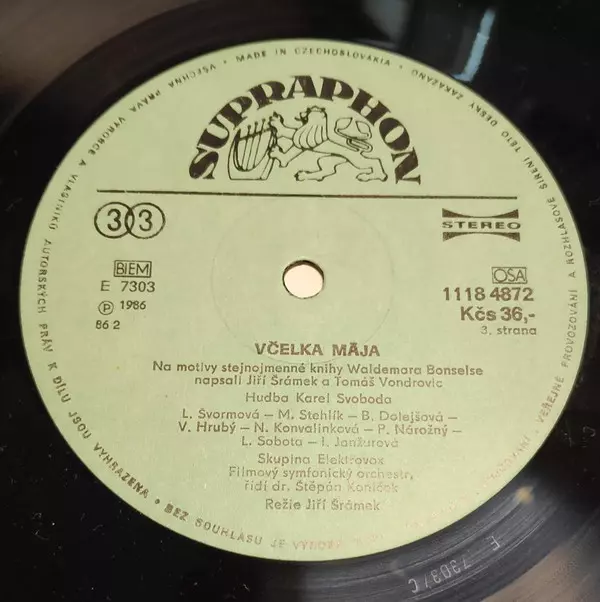 MADE IN CZECHOSLOVAKIA • VŠECHNA PRÁVA VÝROBCE A VLASTNÍKŮ AUTORSKÝCH PRÁV K DÍLU JSOU VYHRAZENA • BEZ SOUHLASU JE
VEŘEJNÉ PROVOZOVÁNÍ A ROZHLASOVÉ ŠÍŘENÍ TÉTO DESKY ZAKÁZÁNO
SUPRAPHON
33
STEREO
BIEM
E 7303
Ⓟ 1986
86 2
OSA
1118 4872
Kčs 36,-
3. strana
VČELKA MÁJA
Na motivy stejnojmenné knihy Waldemara Bonselse
napsali Jiří Šrámek a Tomáš Vondrovic
Hudba Karel Svoboda
L. Švormová – M. Stehlík – B. Dolejšová –
V. Hrubý – N. Konvalinková – P. Nárožný –
L. Sobota – I. Janžurová
Skupina Elektrovox
Filmový symfonický orchestr,
řídí dr. Štěpán Koníček
Režie Jiří Šrámek
E 7303/C